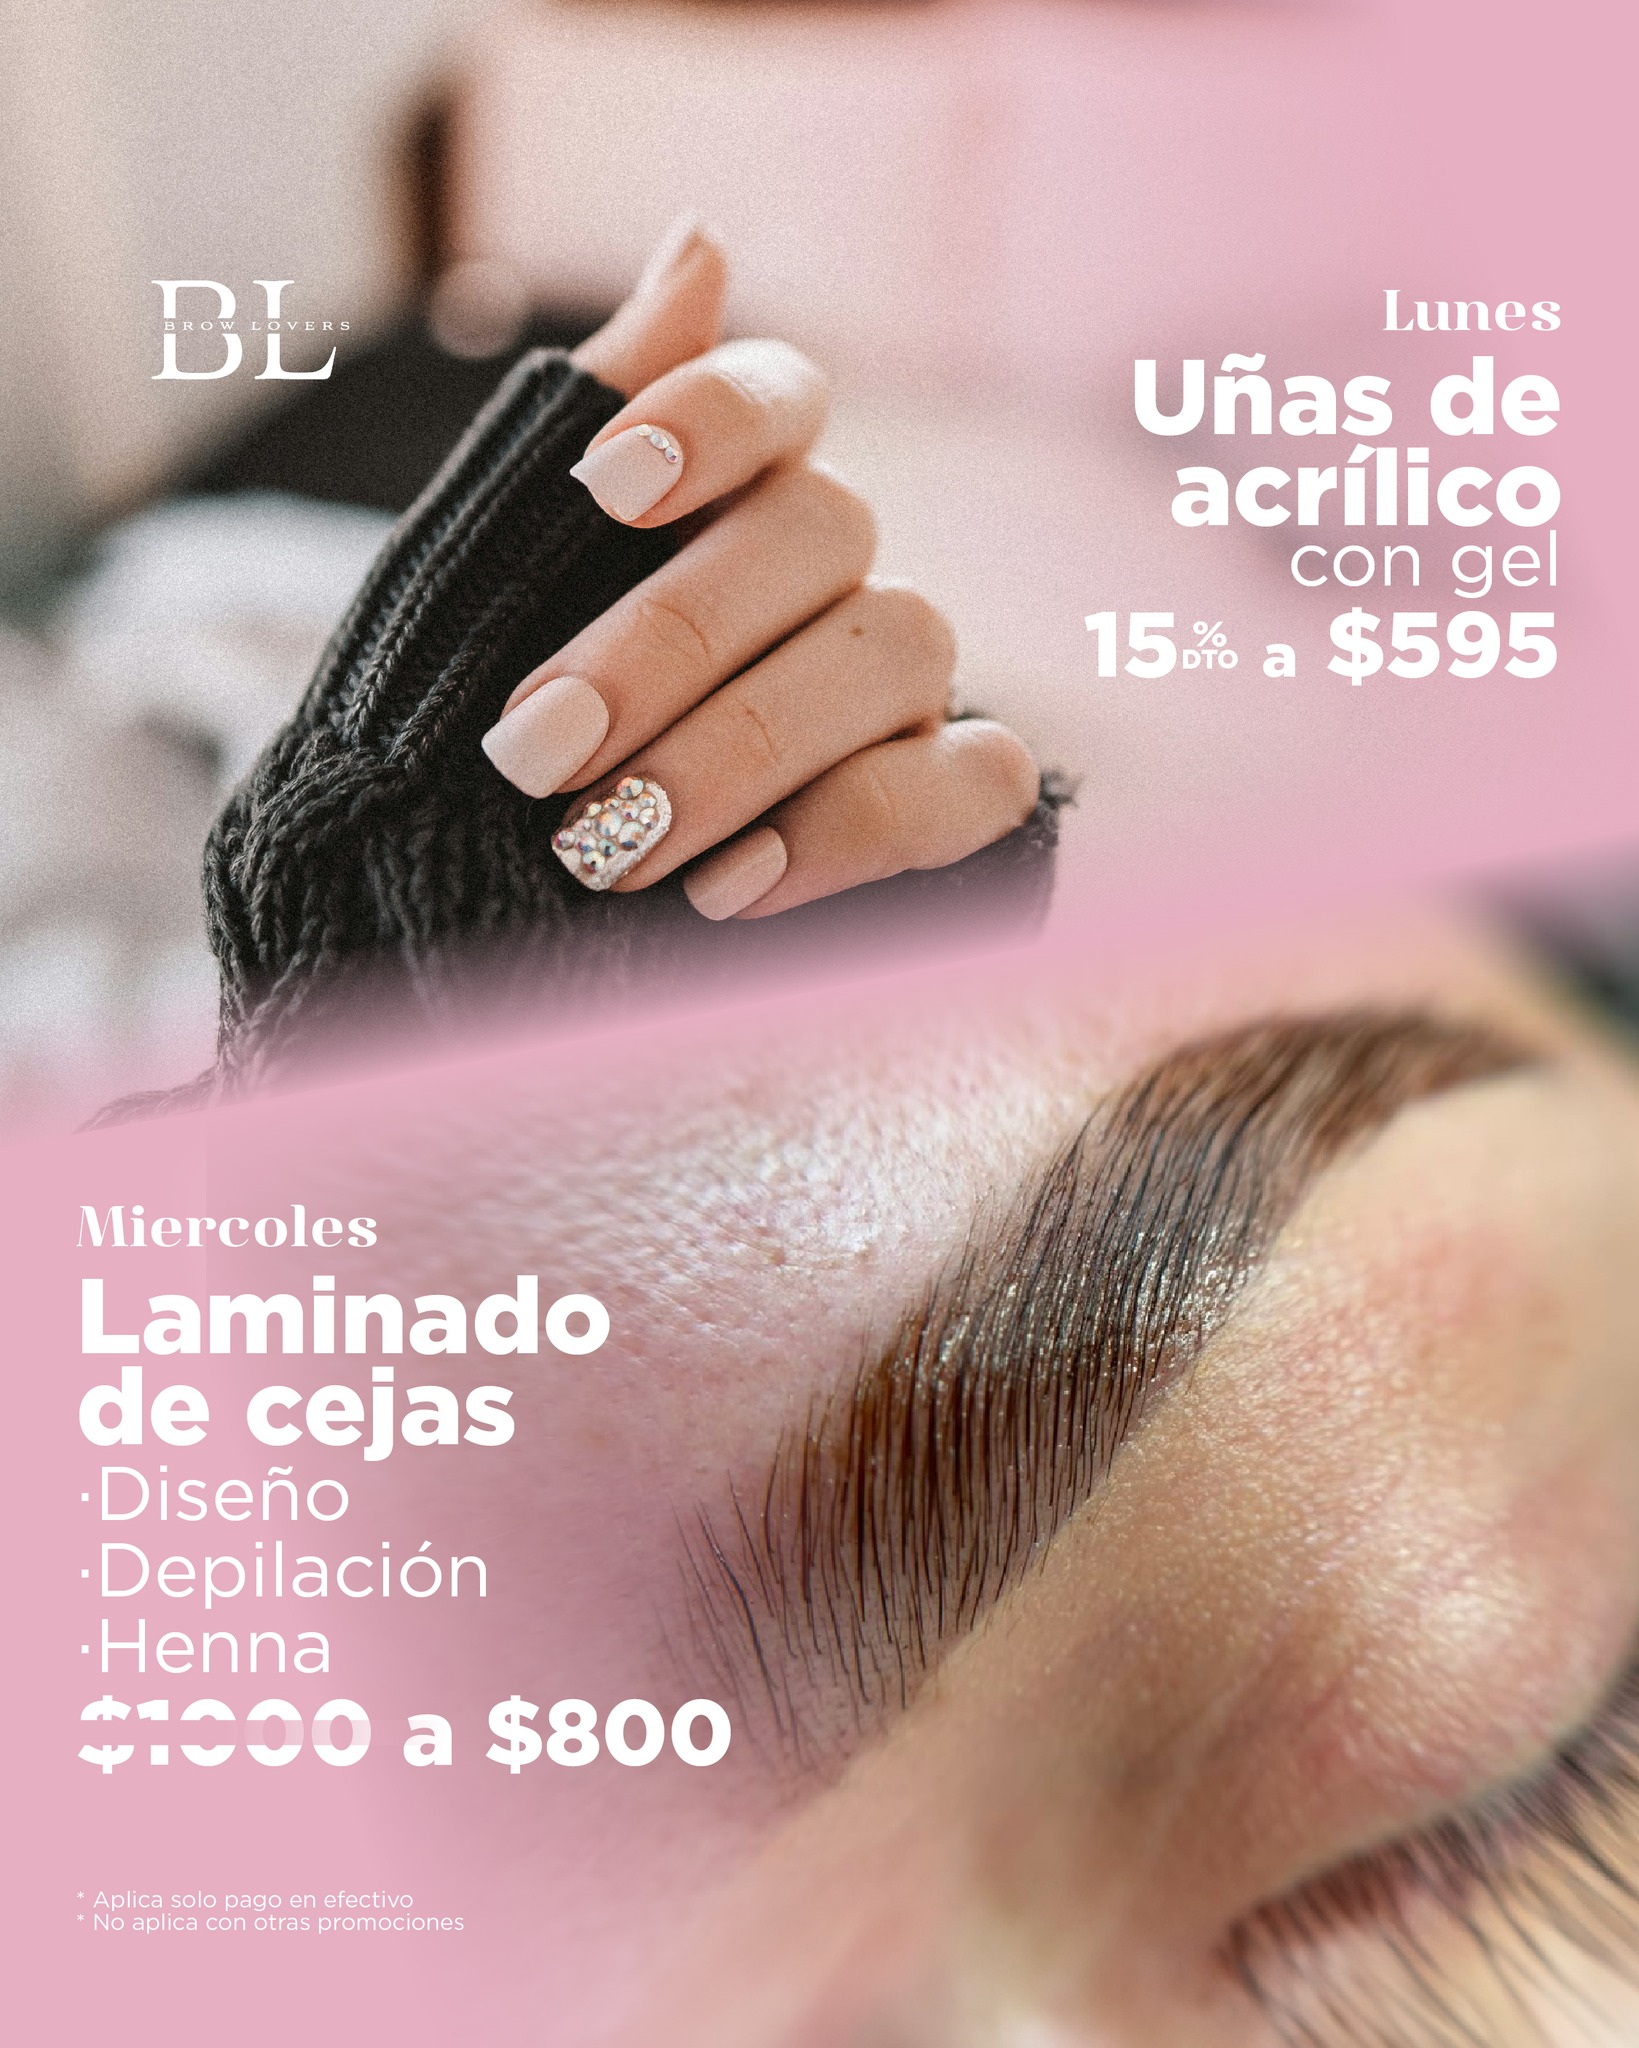 BL
BROW LOVERS
Lunes
Uñas de
acrílico
con gel
15% DTO a $595
Miercoles
Laminado
de cejas
·Diseño
·Depilación
·Henna
$1000 a $800
* Aplica solo pago en efectivo
* No aplica con otras promociones